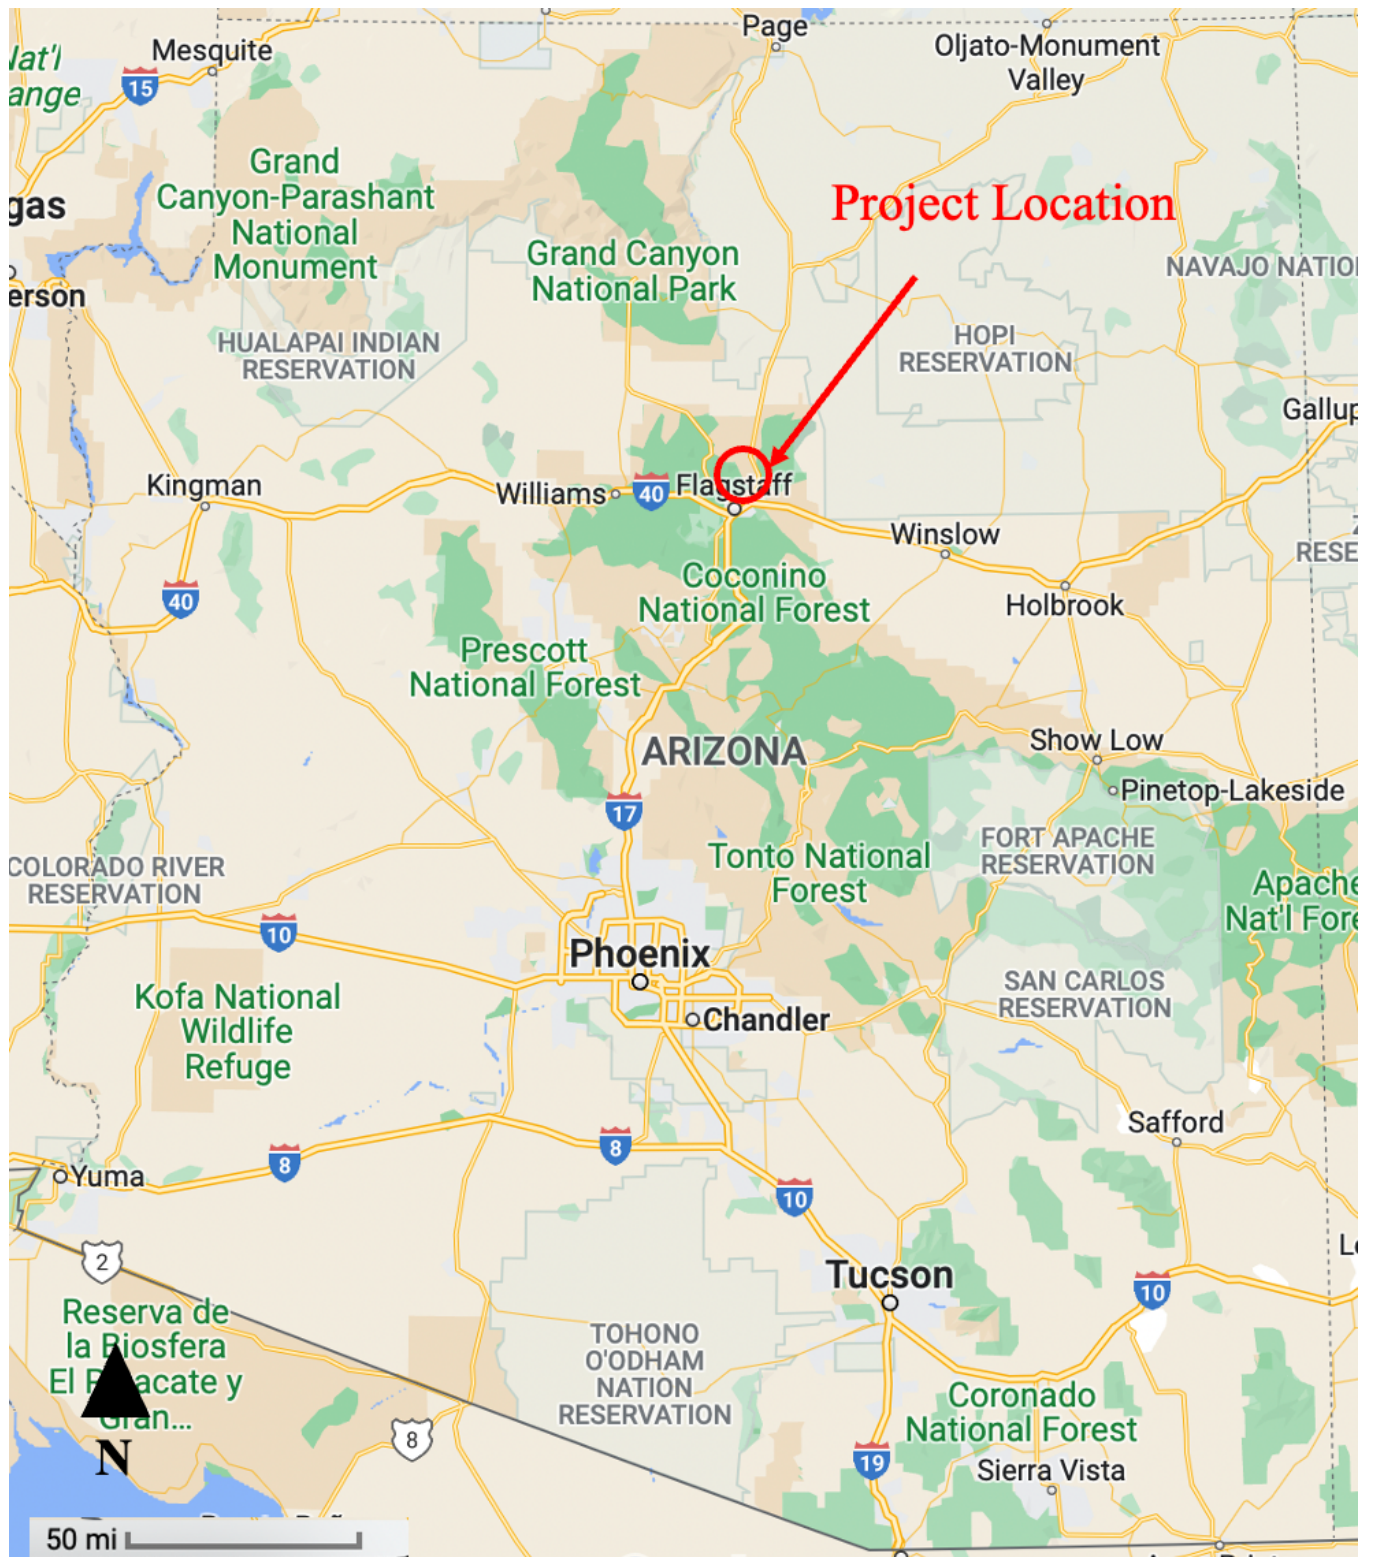 Page
Mesquite
Oljato-Monument
Valley
Nat'l
ange
15
Grand
Canyon-Parashant
National
Monument
gas
Project Location
Grand Canyon
National Park
NAVAJO NATIO
erson
HUALAPAI INDIAN
RESERVATION
HOPI
RESERVATION
Gallup
Kingman
Williams
40
Flagstaff
Winslow
RESE
40
Coconino
National Forest
Holbrook
Prescott
National Forest
ARIZONA
Show Low
Pinetop-Lakeside
17
FORT APACHE
RESERVATION
Tonto National
Forest
COLORADO RIVER
RESERVATION
Apache
Nat'l Fore
10
Phoenix
Kofa National
Wildlife
Refuge
SAN CARLOS
RESERVATION
Chandler
Safford
8
8
Yuma
10
2
Tucson
10
Reserva de
la Biosfera
El Pinacate y
Gran...
TOHONO
O'ODHAM
NATION
RESERVATION
Coronado
National Forest
8
N
19
Sierra Vista
50 mi